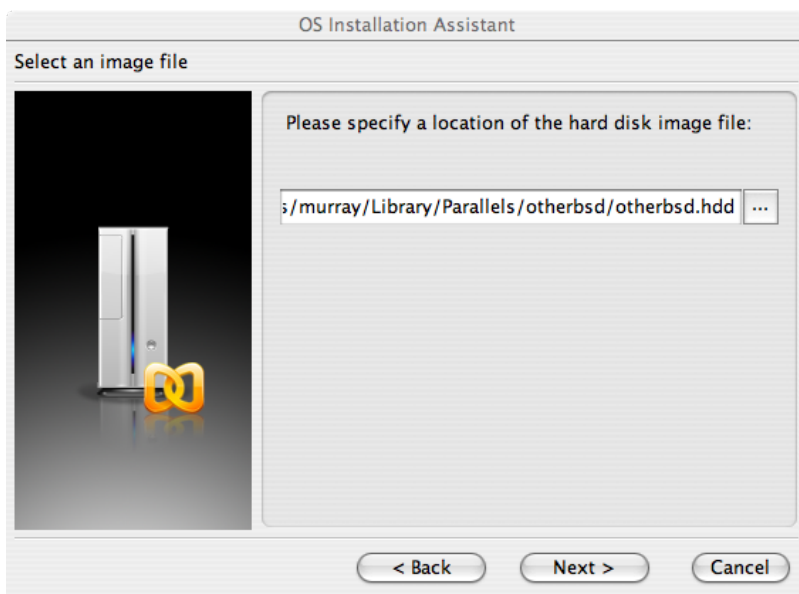 OS Installation Assistant
Select an image file
Please specify a location of the hard disk image file:
s/murray/Library/Parallels/otherbsd/otherbsd.hdd ...
< Back Next > Cancel